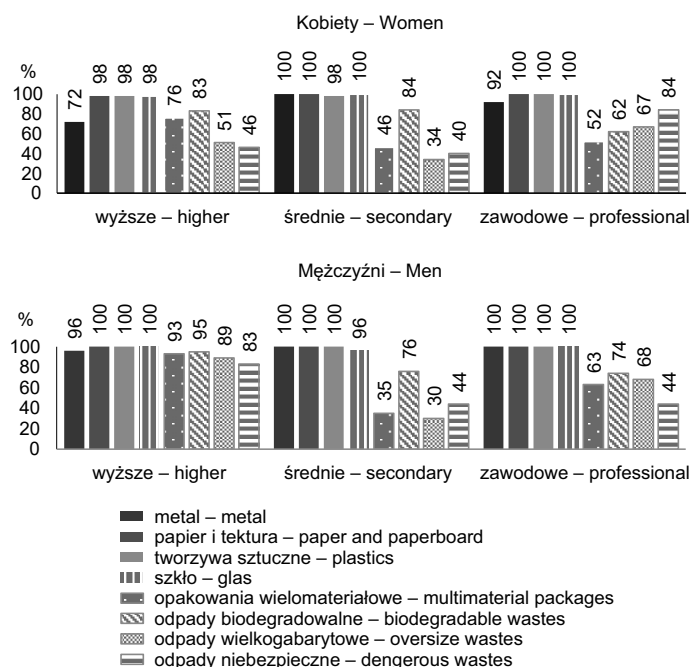 Kobiety – Women
%
100
80
60
40
20
0
72 98 98 98 76 83 51 46
100 100 98 100 46 84 34 40
92 100 100 100 52 62 67 84
wyższe – higher średnie – secondary zawodowe – professional
Mężczyźni – Men
%
100
80
60
40
20
0
96 100 100 100 93 95 89 83
100 100 100 96 35 76 30 44
100 100 100 100 63 74 68 44
wyższe – higher średnie – secondary zawodowe – professional
metal – metal
papier i tektura – paper and paperboard
tworzywa sztuczne – plastics
szkło – glas
opakowania wielomateriałowe – multimaterial packages
odpady biodegradowalne – biodegradable wastes
odpady wielkogabarytowe – oversize wastes
odpady niebezpieczne – dengerous wastes